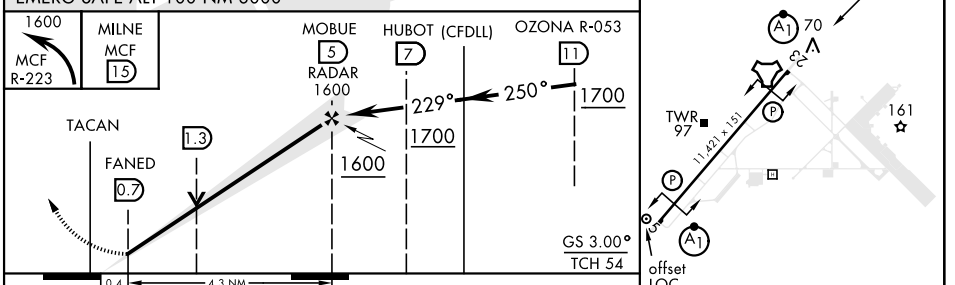 EMERG SAFE ALT 100 NM 3000
1600
MCF
R-223
MILNE
MCF
15
MOBUE
5
RADAR
1600
HUBOT
7
(CFDLL)
OZONA R-053
11
TACAN
FANED
0.7
1.3
229°
250°
1700
1700
1600
GS 3.00°
TCH 54
0.4
4.3 NM
A1
70
23
P
TWR
97
161
11,421 x 151
H
P
5
A1
offset
LOC